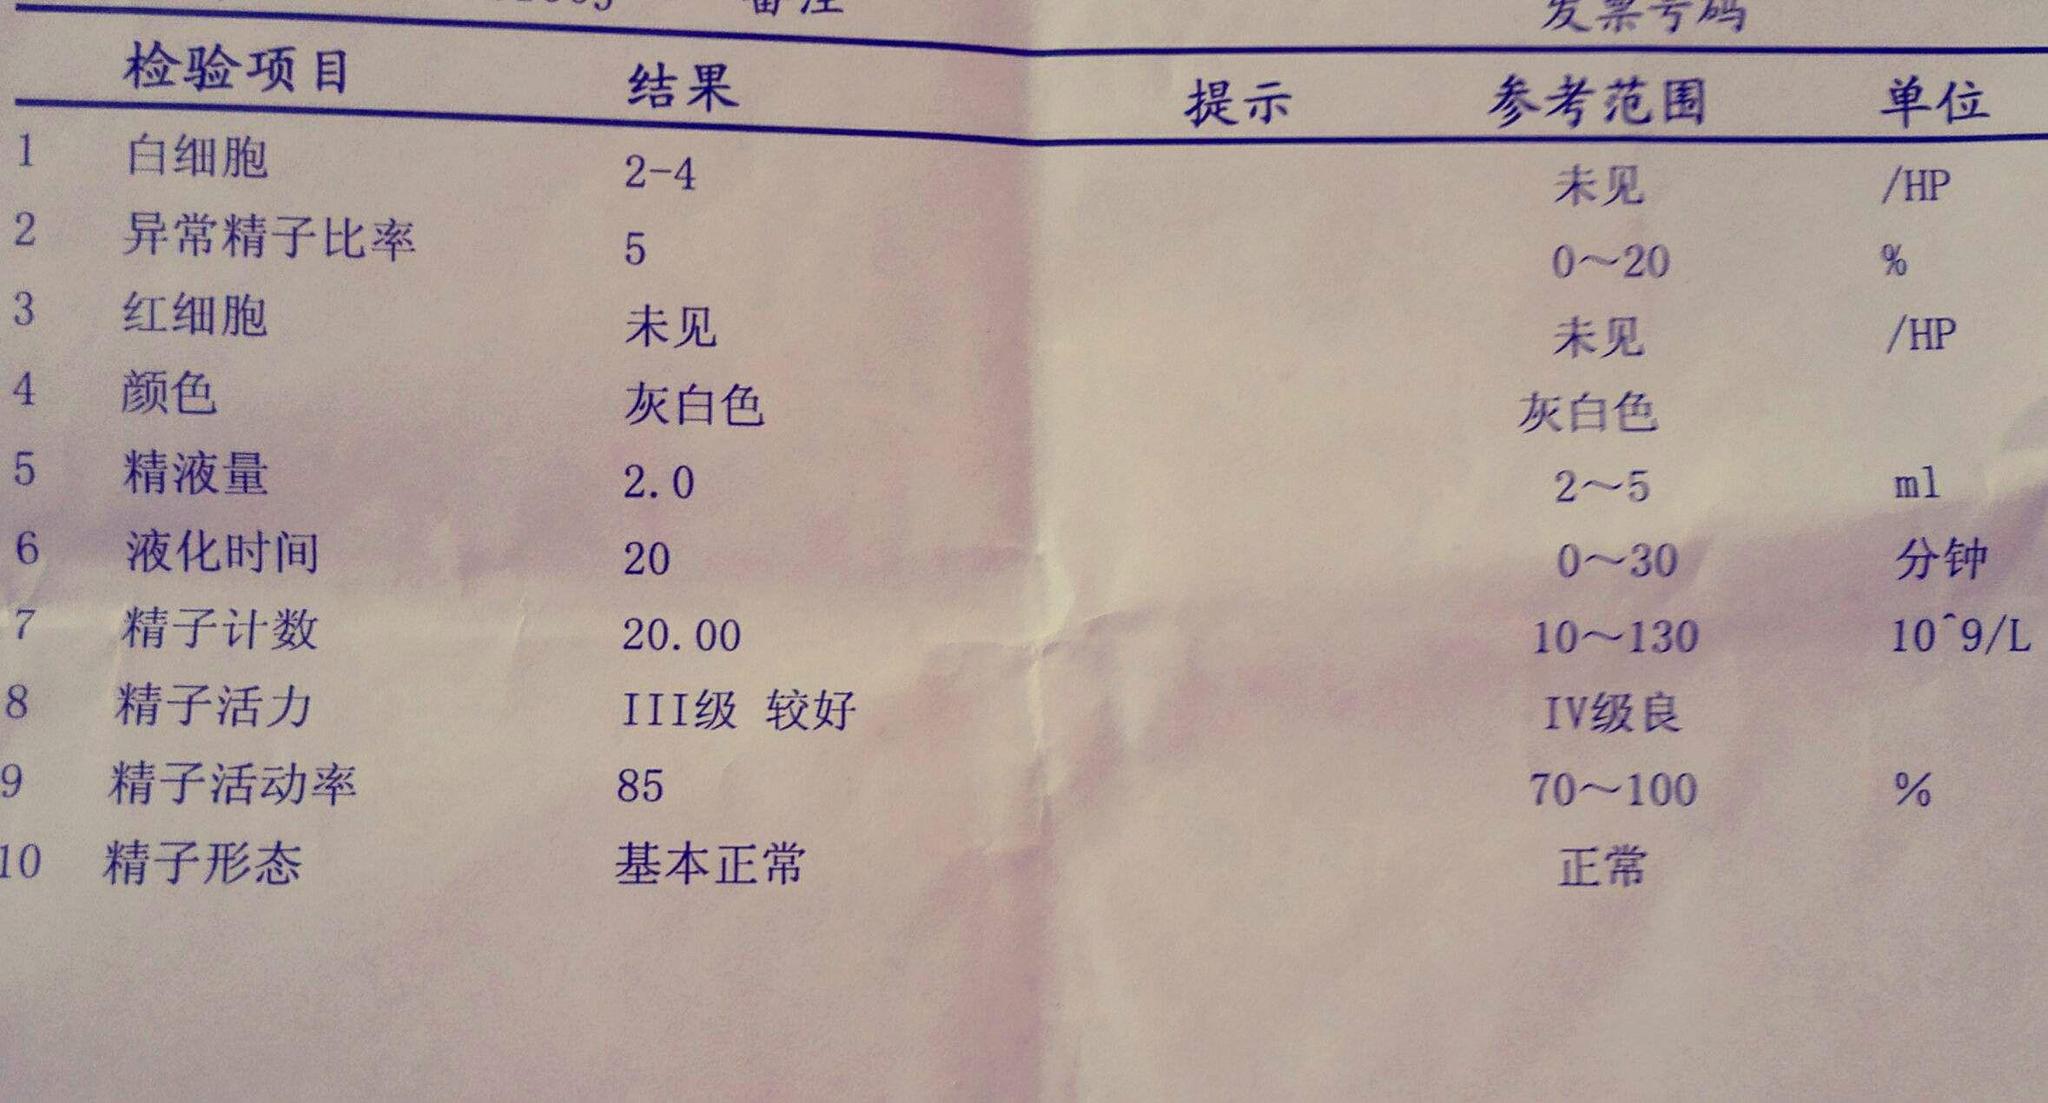 备注 发票号码
检验项目 结果 提示 参考范围 单位
1 白细胞 2-4 未见 /HP
2 异常精子比率 5 0～20 %
3 红细胞 未见 未见 /HP
4 颜色 灰白色 灰白色
5 精液量 2.0 2～5 ml
6 液化时间 20 0～30 分钟
7 精子计数 20.00 10～130 10^9/L
8 精子活力 III级 较好 IV级良
9 精子活动率 85 70～100 %
10 精子形态 基本正常 正常